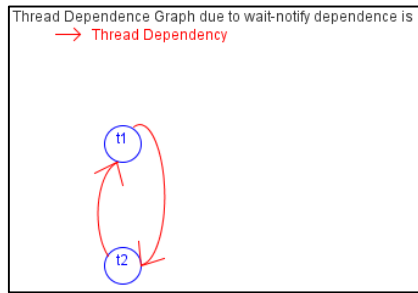 Thread Dependence Graph due to wait-notify dependence is
Thread Dependency
t1
t2